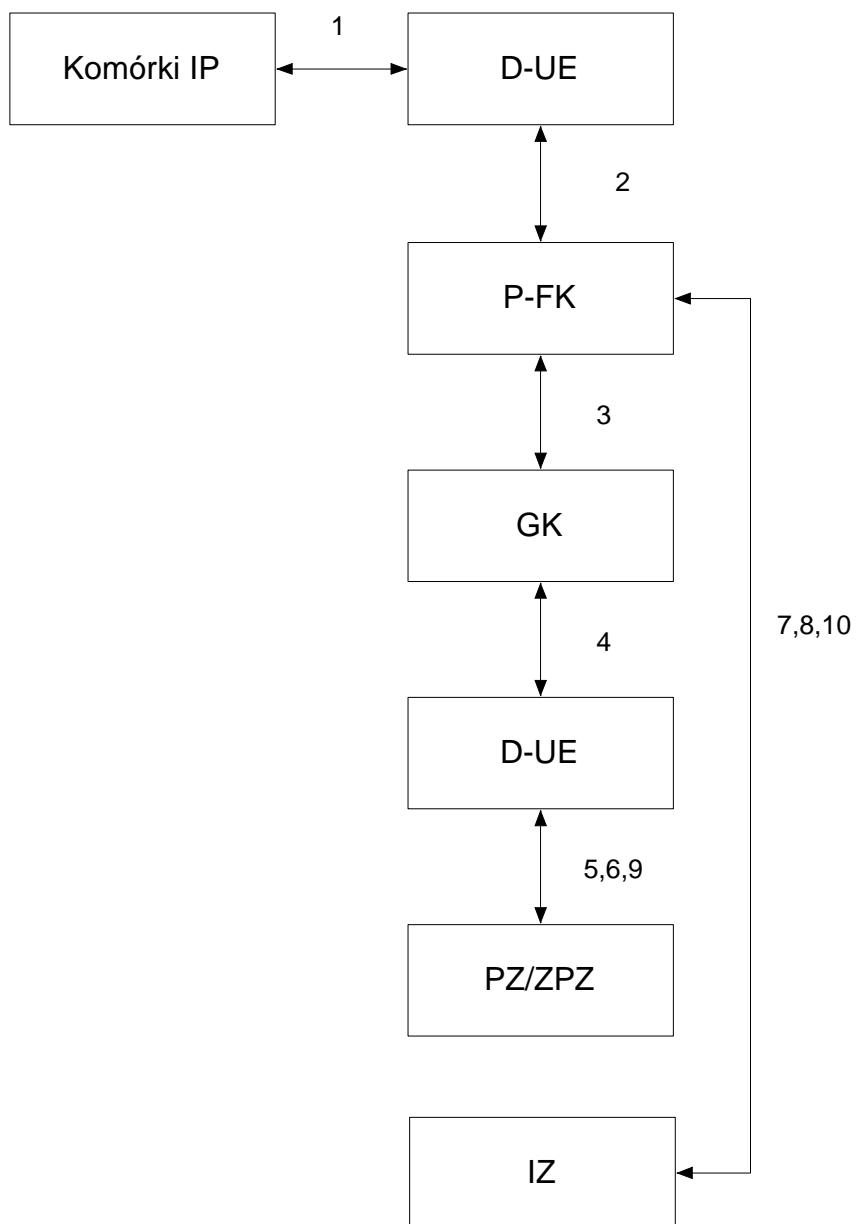 1
Komórki IP
D-UE
2
P-FK
3
GK
4
7,8,10
D-UE
5,6,9
PZ/ZPZ
IZ